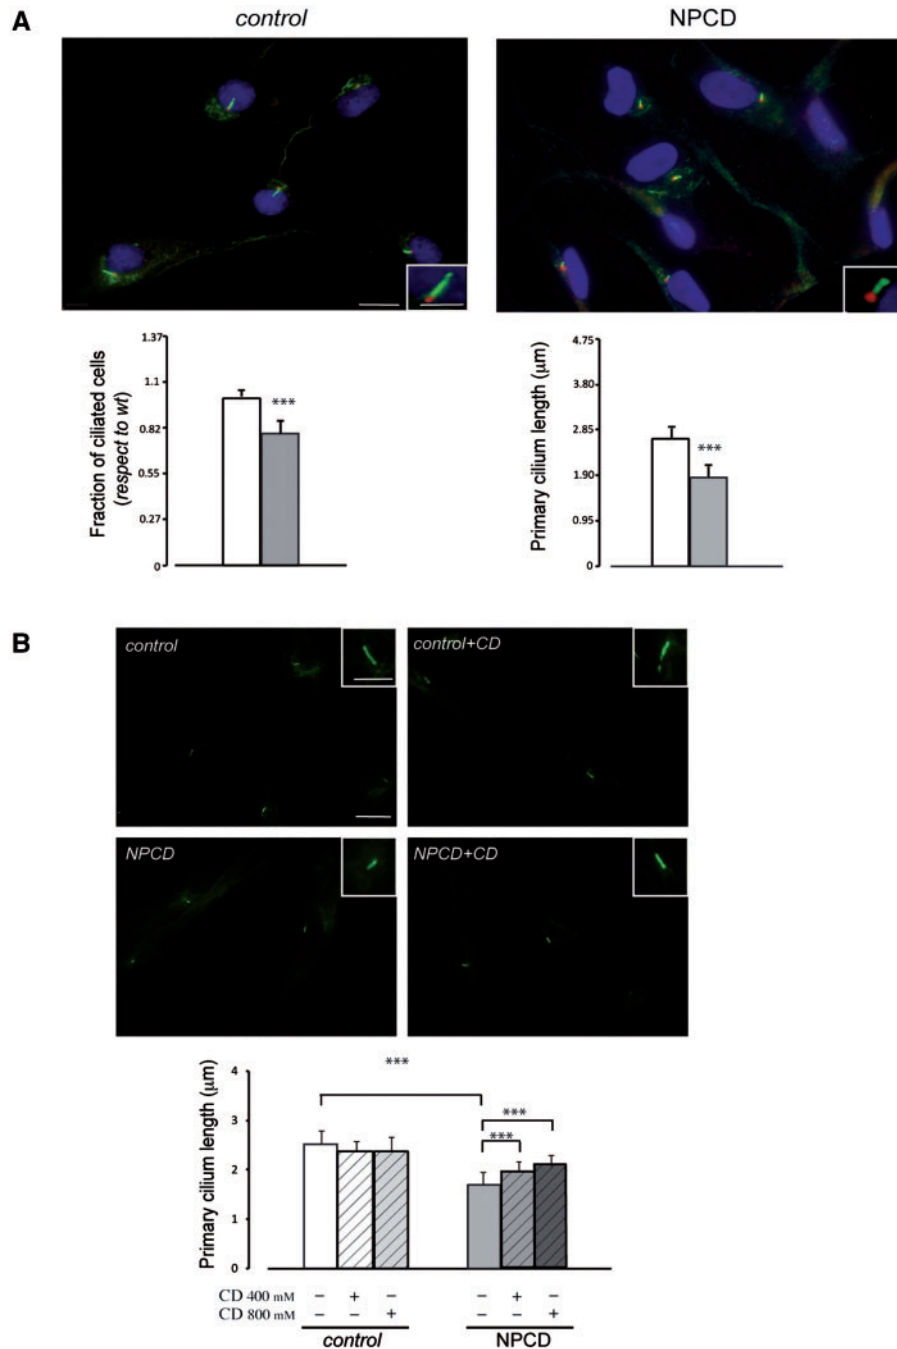 A
control
NPCD
Fraction of ciliated cells
(respect to wt)
1.37
1.1
0.82
0.55
0.27
0
***
Primary cilium length (μm)
4.75
3.80
2.85
1.90
0.95
0
***
B
control
control+CD
NPCD
NPCD+CD
Primary cilium length (μm)
4
3
2
1
0
***
***
***
CD 400 mM − + − − + −
CD 800 mM − − + − − +
control NPCD